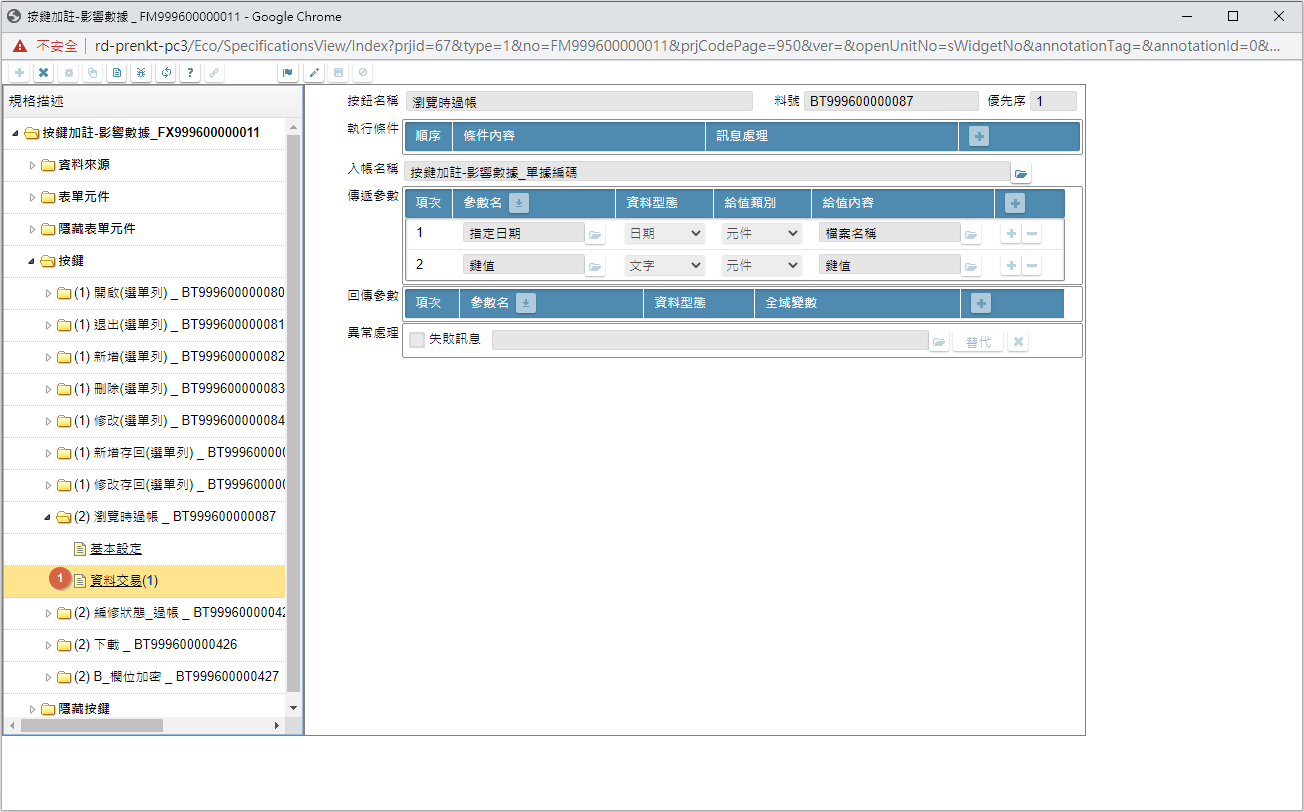 按鍵加註-影響數據 _ FM999600000011 - Google Chrome
不安全 | rd-prenkt-pc3/Eco/SpecificationsView/Index?prjid=67&type=1&no=FM999600000011&prjCodePage=950&ver=&openUnitNo=sWidgetNo&annotationTag=&annotationId=0&...
規格描述
按鍵加註-影響數據_FX999600000011
資料來源
表單元件
隱藏表單元件
按鍵
(1) 開啟(選單列) _ BT999600000080
(1) 退出(選單列) _ BT999600000081
(1) 新增(選單列) _ BT999600000082
(1) 刪除(選單列) _ BT999600000083
(1) 修改(選單列) _ BT999600000084
(1) 新增存回(選單列) _ BT9996000000
(1) 修改存回(選單列) _ BT9996000000
(2) 瀏覽時過帳 _ BT999600000087
基本設定
1 資料交易(1)
(2) 編修狀態_過帳 _ BT99960000042
(2) 下載 _ BT999600000426
(2) B_欄位加密 _ BT999600000427
隱藏按鍵
按鈕名稱 瀏覽時過帳 料號 BT999600000087 優先序 1
執行條件 順序 條件內容 訊息處理
入帳名稱 按鍵加註-影響數據_單據編碼
傳遞參數 項次 參數名 資料型態 給值類別 給值內容
1 指定日期 日期 元件 檔案名稱
2 鍵值 文字 元件 鍵值
回傳參數 項次 參數名 資料型態 全域變數
異常處理 失敗訊息 替代